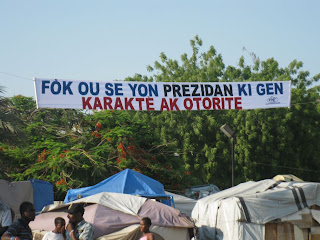 FÒK OU SE YON PREZIDAN KI GEN
KARAKTE AK OTORITE